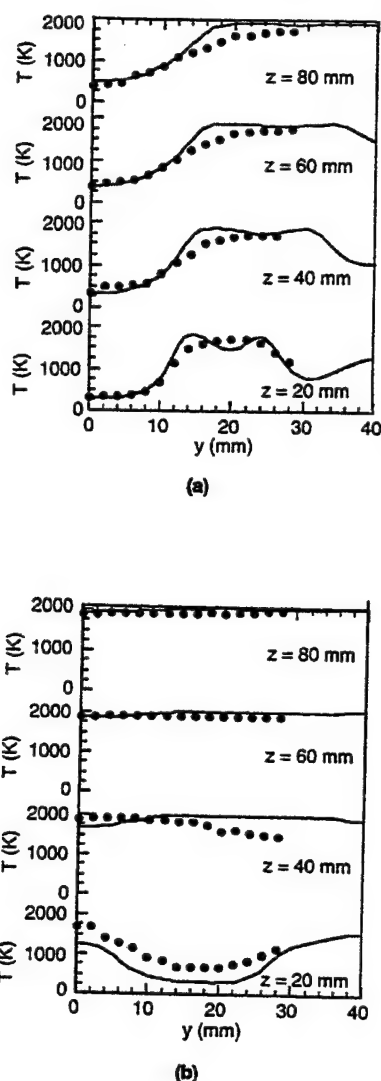 2000
T (K)
1000
z = 80 mm
0
2000
T (K)
1000
z = 60 mm
0
2000
T (K)
1000
z = 40 mm
0
2000
T (K)
1000
z = 20 mm
0
0 10 20 30 40
y (mm)
(a)
2000
T (K)
1000
z = 80 mm
0
2000
T (K)
1000
z = 60 mm
0
2000
T (K)
1000
z = 40 mm
0
2000
T (K)
1000
z = 20 mm
0
0 10 20 30 40
y (mm)
(b)